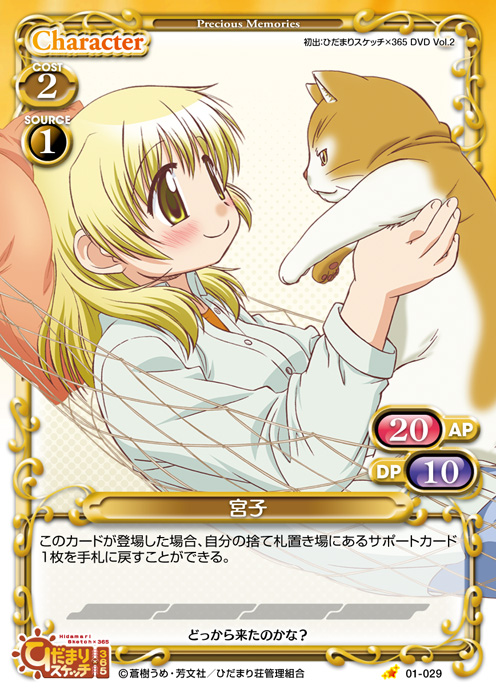 Precious Memories
Character
初出:ひだまりスケッチ×365 DVD Vol.2
COST
2
SOURCE
1
20 AP
DP 10
宮子
このカードが登場した場合、自分の捨て札置き場にあるサポートカード
1枚を手札に戻すことができる。
どっから来たのかな？
Hidamari
Sketch×365
ひだまり
スケッチ
365
©蒼樹うめ・芳文社／ひだまり荘管理組合
01-029